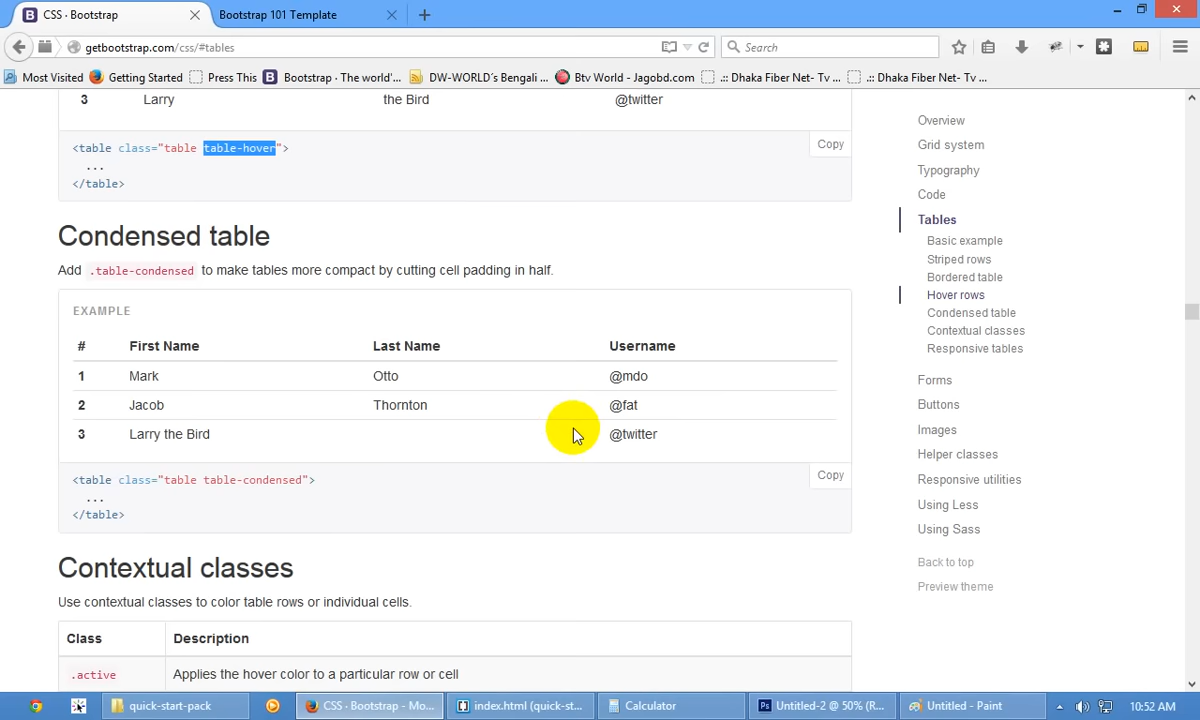 CSS · Bootstrap
Bootstrap 101 Template
getbootstrap.com/css/#tables
Search
Most Visited
Getting Started
Press This
Bootstrap · The world'...
DW-WORLD´s Bengali ...
Btv World - Jagobd.com
.:: Dhaka Fiber Net- Tv ...
.:: Dhaka Fiber Net- Tv ...
3 Larry the Bird @twitter
<table class="table table-hover">
...
</table>
Copy
Condensed table
Add .table-condensed to make tables more compact by cutting cell padding in half.
EXAMPLE
# First Name Last Name Username
1 Mark Otto @mdo
2 Jacob Thornton @fat
3 Larry the Bird @twitter
<table class="table table-condensed">
...
</table>
Copy
Contextual classes
Use contextual classes to color table rows or individual cells.
Class Description
.active Applies the hover color to a particular row or cell
Overview
Grid system
Typography
Code
Tables
Basic example
Striped rows
Bordered table
Hover rows
Condensed table
Contextual classes
Responsive tables
Forms
Buttons
Images
Helper classes
Responsive utilities
Using Less
Using Sass
Back to top
Preview theme
quick-start-pack
CSS · Bootstrap - Mo...
index.html (quick-st...
Calculator
Untitled-2 @ 50% (R...
Untitled - Paint
10:52 AM